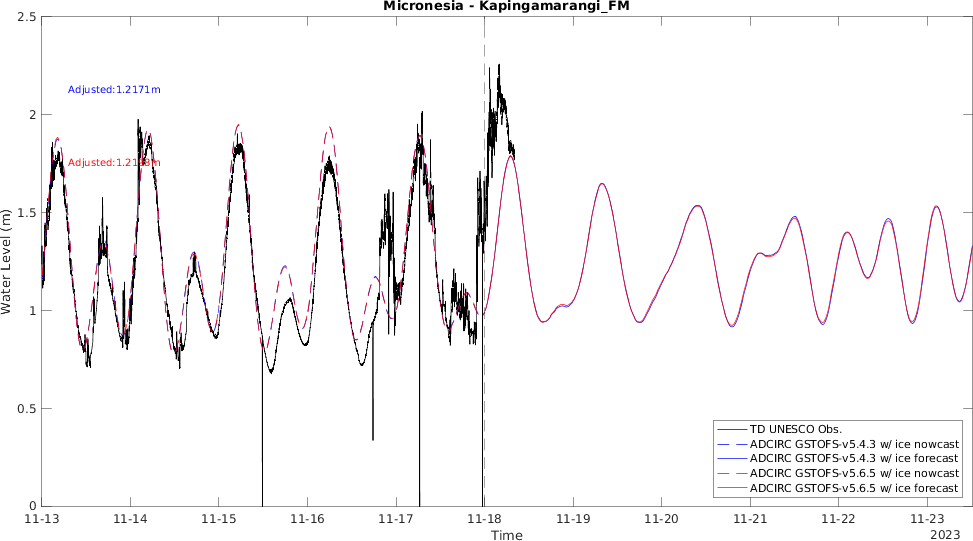 Micronesia - Kapingamarangi_FM
2.5
2
1.5
1
0.5
0
Water Level (m)
Adjusted:1.2171m
TD UNESCO Obs.
ADCIRC GSTOFS-v5.4.3 w/ ice nowcast
ADCIRC GSTOFS-v5.4.3 w/ ice forecast
ADCIRC GSTOFS-v5.6.5 w/ ice nowcast
ADCIRC GSTOFS-v5.6.5 w/ ice forecast
11-13 11-14 11-15 11-16 11-17 11-18 11-19 11-20 11-21 11-22 11-23
Time
2023